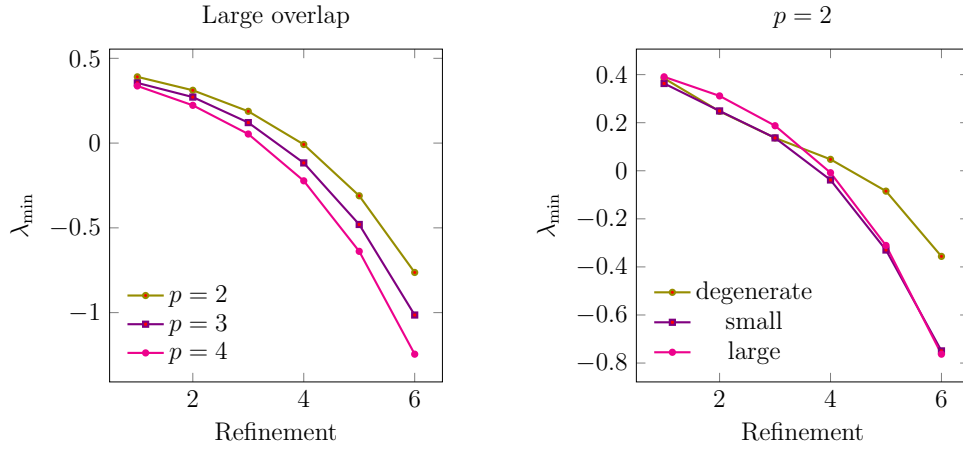 Large overlap
0.5
0
−0.5
−1
2
4
6
λmin
Refinement
p = 2
p = 3
p = 4
p = 2
0.4
0.2
0
−0.2
−0.4
−0.6
−0.8
2
4
6
λmin
Refinement
degenerate
small
large